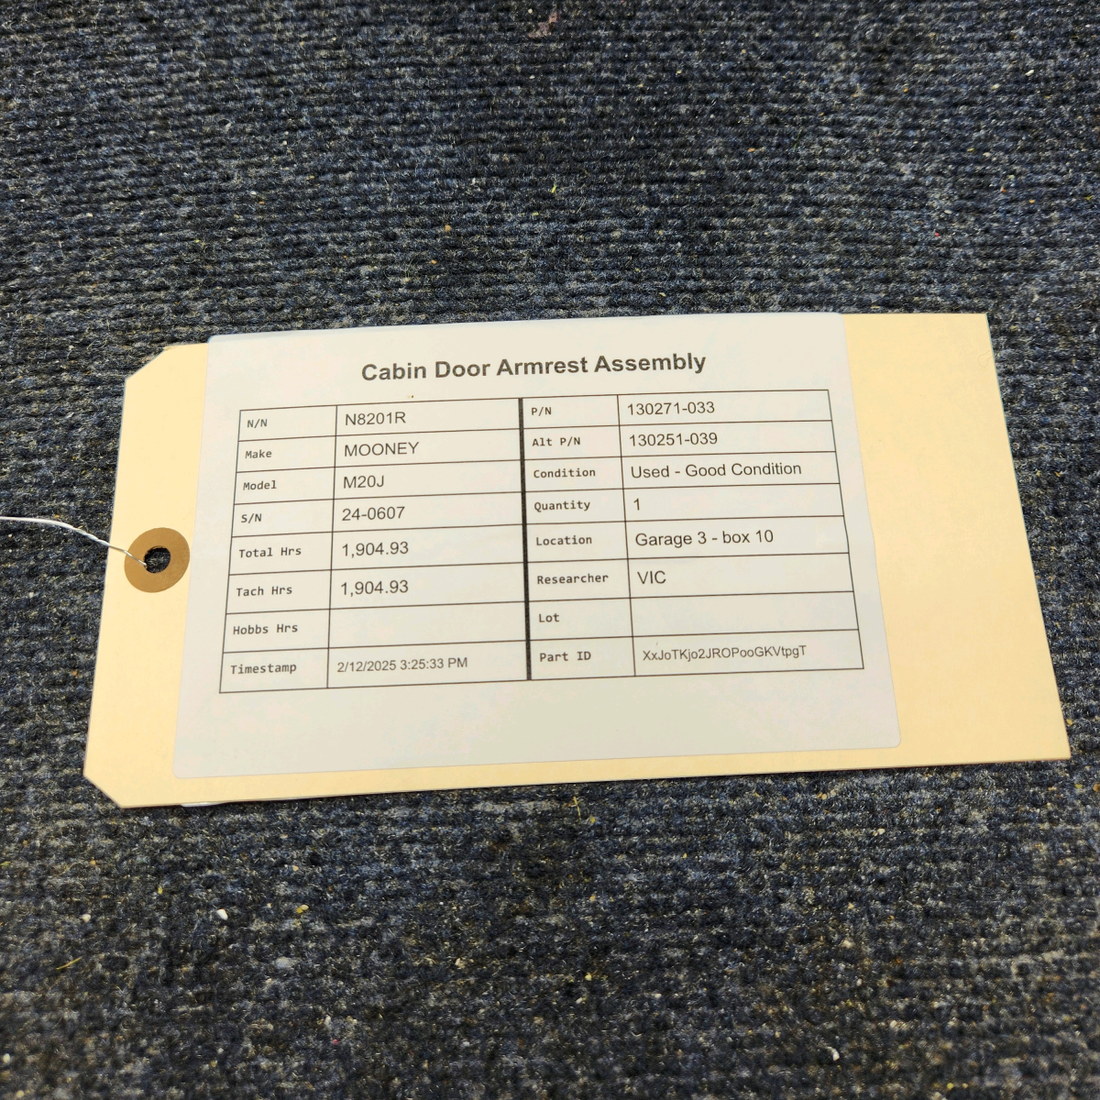 Cabin Door Armrest Assembly
N/N N8201R P/N 130271-033
Make MOONEY Alt P/N 130251-039
Model M20J Condition Used - Good Condition
S/N 24-0607 Quantity 1
Total Hrs 1,904.93 Location Garage 3 - box 10
Tach Hrs 1,904.93 Researcher VIC
Hobbs Hrs Lot
Timestamp 2/12/2025 3:25:33 PM Part ID XxJoTKjo2JROPooGKVtpgT